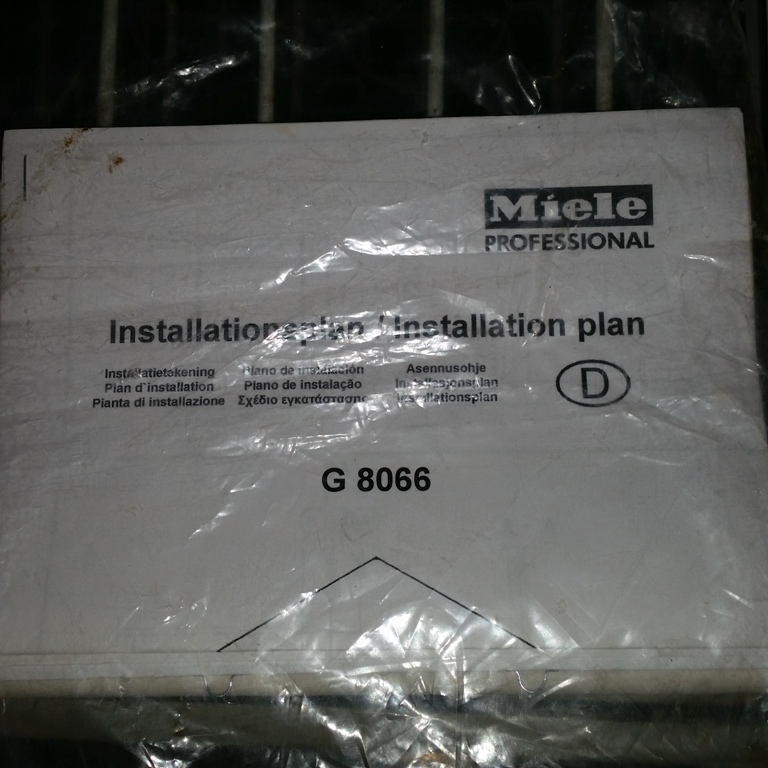 Miele
PROFESSIONAL
Installationsplan / Installation plan
Installatietekening Plano de instalación Asennusohje
Plan d`installation Plano de instalação Installasjonsplan
Pianta di installazione Σχέδιο εγκατάστασης Installationsplan
D
G 8066